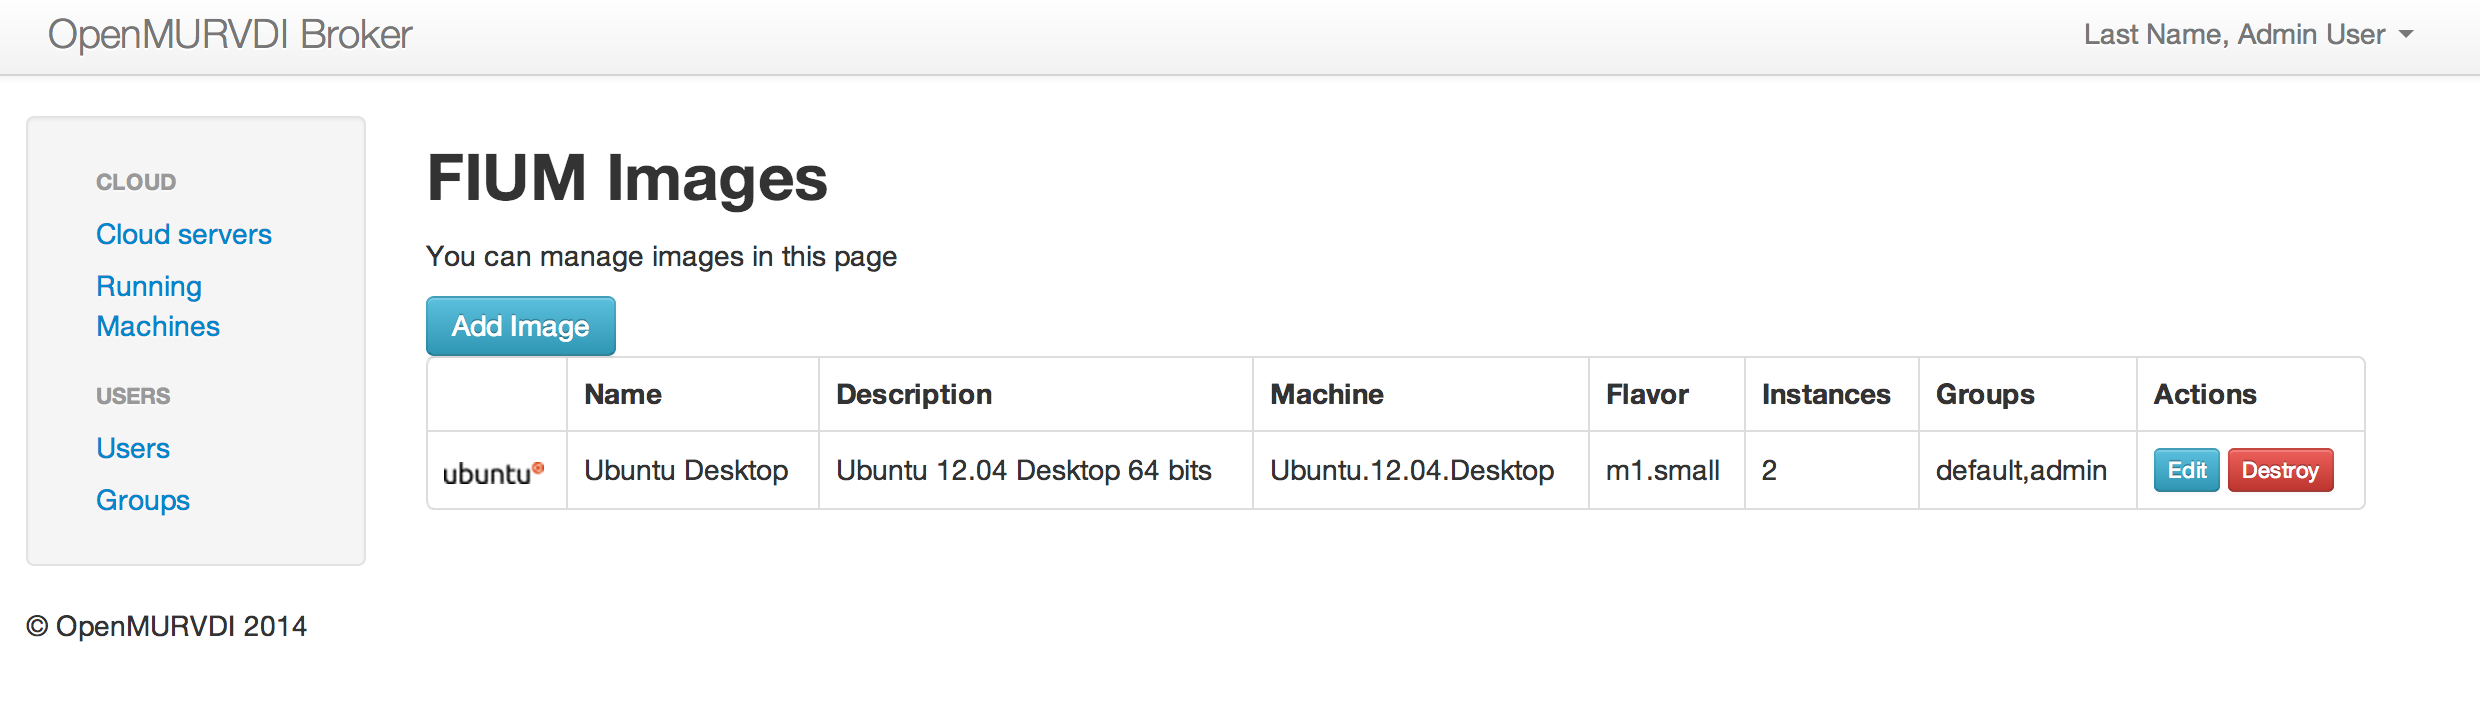 OpenMURVDI Broker
Last Name, Admin User
CLOUD
Cloud servers
Running
Machines
USERS
Users
Groups
FIUM Images
You can manage images in this page
Add Image
Name Description Machine Flavor Instances Groups Actions
ubuntu Ubuntu Desktop Ubuntu 12.04 Desktop 64 bits Ubuntu.12.04.Desktop m1.small 2 default,admin Edit Destroy
© OpenMURVDI 2014